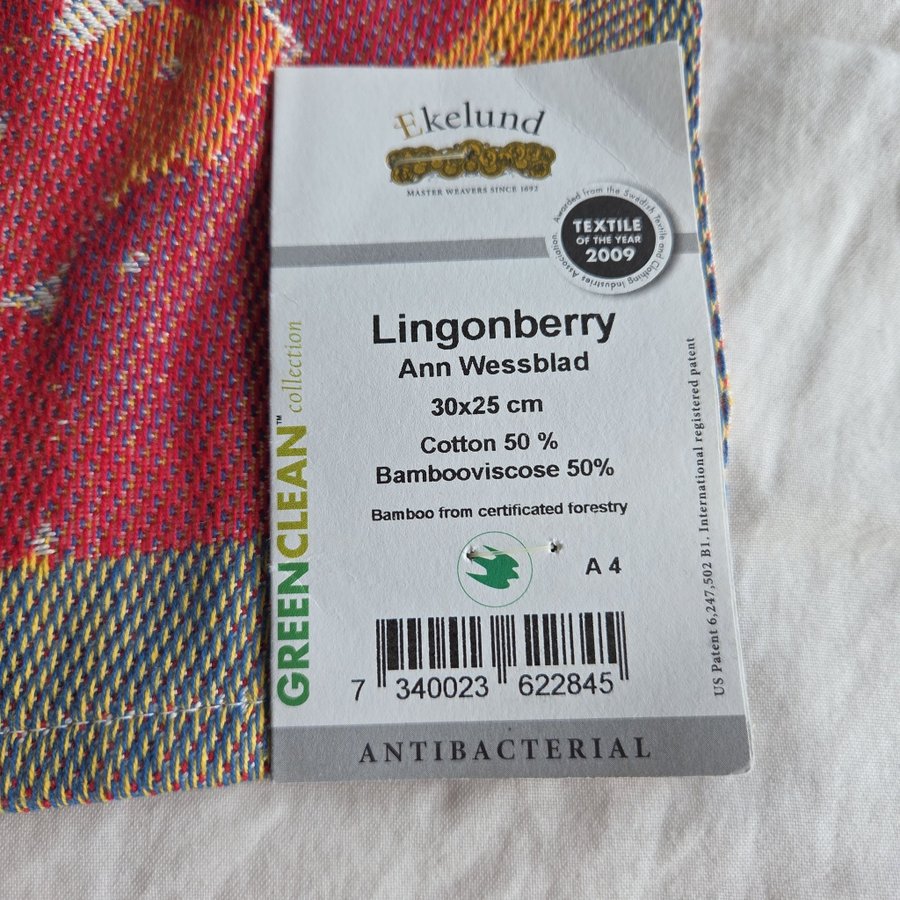 Ekelund
MASTER WEAVERS SINCE 1692
Awarded from the Swedish Textile and Clothing Industries Association.
TEXTILE
OF THE YEAR
2009
Lingonberry
Ann Wessblad
30x25 cm
Cotton 50 %
Bambooviscose 50%
Bamboo from certificated forestry
A 4
7 340023 622845
ANTIBACTERIAL
GREENCLEAN™ collection
US Patent 6,247,502 B1. International registered patent